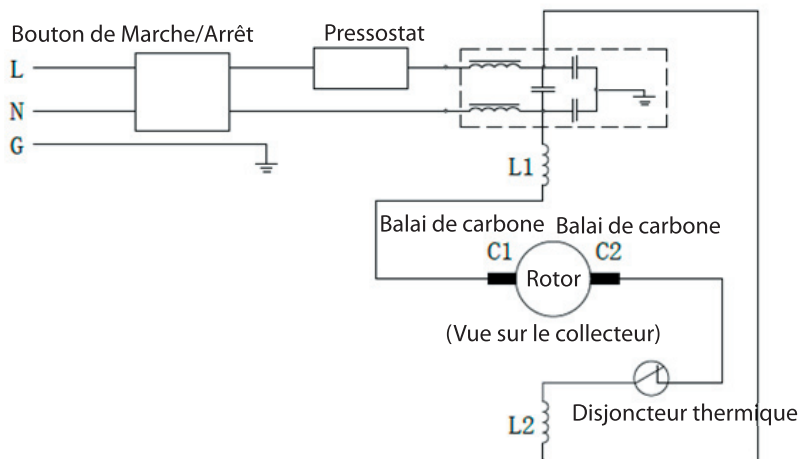 Bouton de Marche/Arrêt
Pressostat
L
N
G
L1
Balai de carbone
Balai de carbone
C1
C2
Rotor
(Vue sur le collecteur)
Disjoncteur thermique
L2